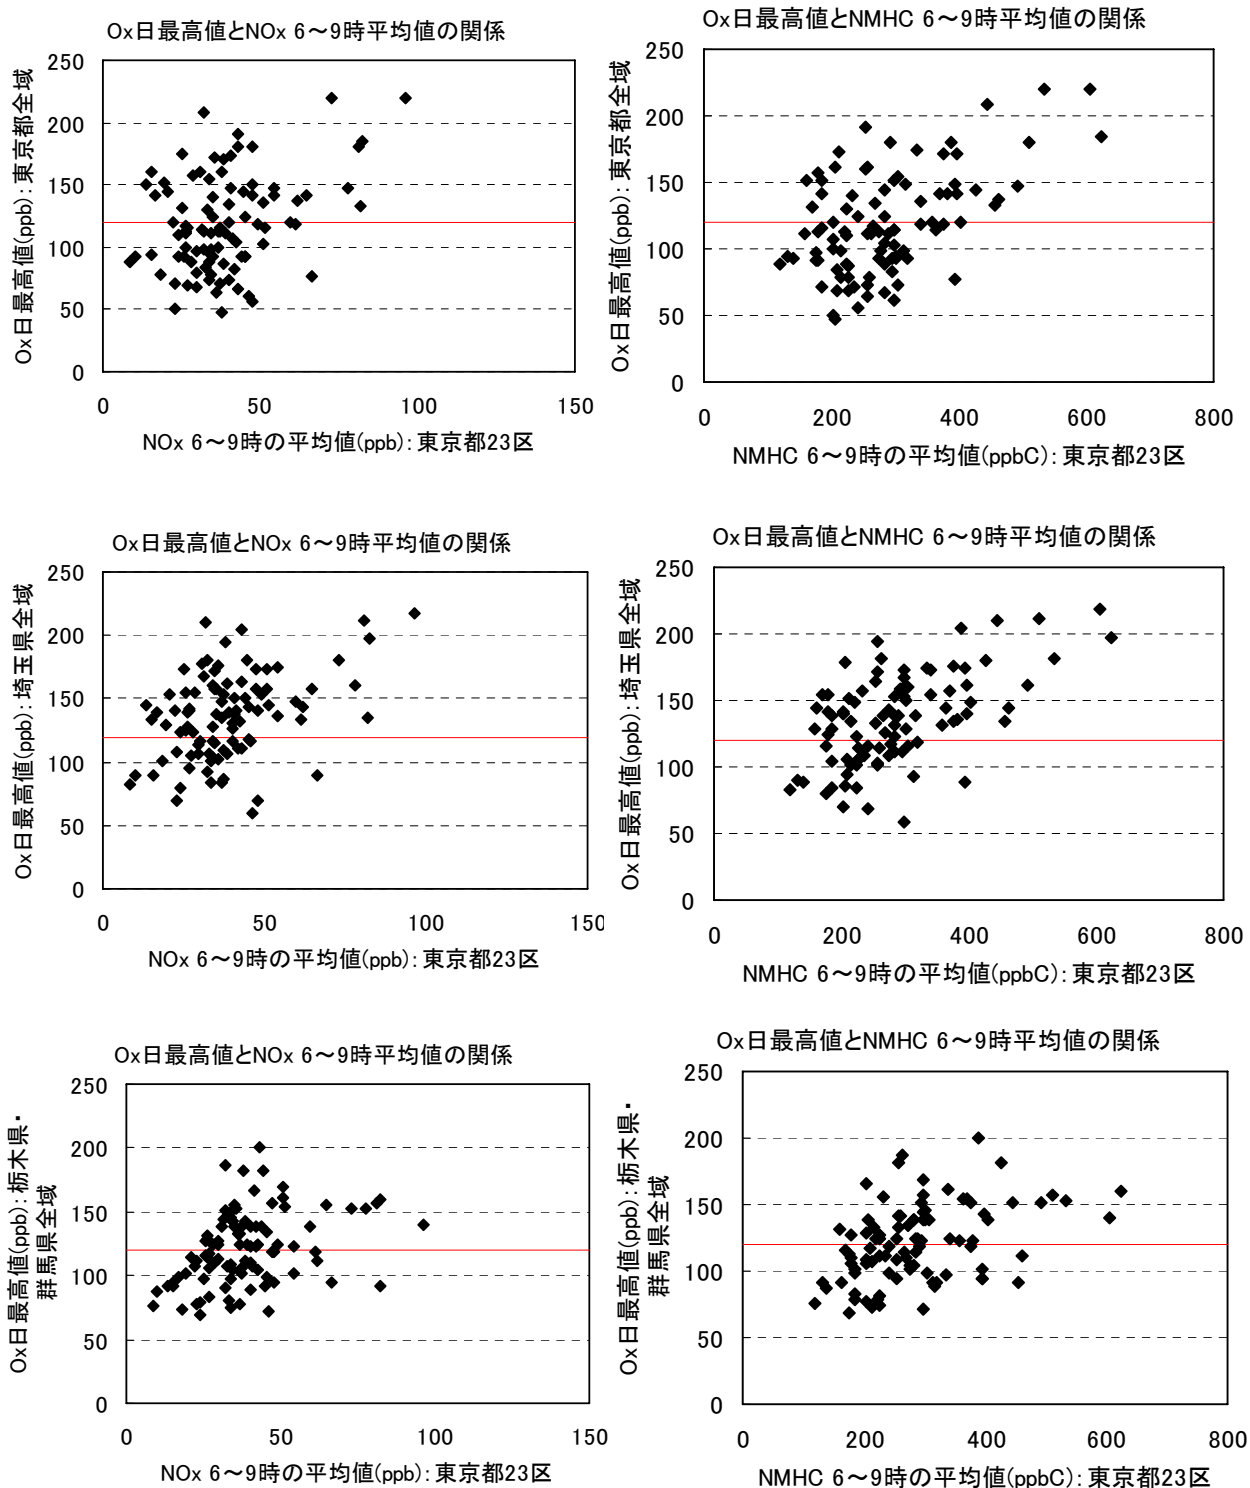 Ox日最高値とNOx 6～9時平均値の関係
Ox日最高値(ppb)：東京都全域
250
200
150
100
50
0
0 50 100 150
NOx 6～9時の平均値(ppb)：東京都23区
Ox日最高値とNMHC 6～9時平均値の関係
Ox日最高値(ppb)：東京都全域
250
200
150
100
50
0
0 200 400 600 800
NMHC 6～9時の平均値(ppbC)：東京都23区
Ox日最高値とNOx 6～9時平均値の関係
Ox日最高値(ppb)：埼玉県全域
250
200
150
100
50
0
0 50 100 150
NOx 6～9時の平均値(ppb)：東京都23区
Ox日最高値とNMHC 6～9時平均値の関係
Ox日最高値(ppb)：埼玉県全域
250
200
150
100
50
0
0 200 400 600 800
NMHC 6～9時の平均値(ppbC)：東京都23区
Ox日最高値とNOx 6～9時平均値の関係
Ox日最高値(ppb)：栃木県・
群馬県全域
250
200
150
100
50
0
0 50 100 150
NOx 6～9時の平均値(ppb)：東京都23区
Ox日最高値とNMHC 6～9時平均値の関係
Ox日最高値(ppb)：栃木県・
群馬県全域
250
200
150
100
50
0
0 200 400 600 800
NMHC 6～9時の平均値(ppbC)：東京都23区